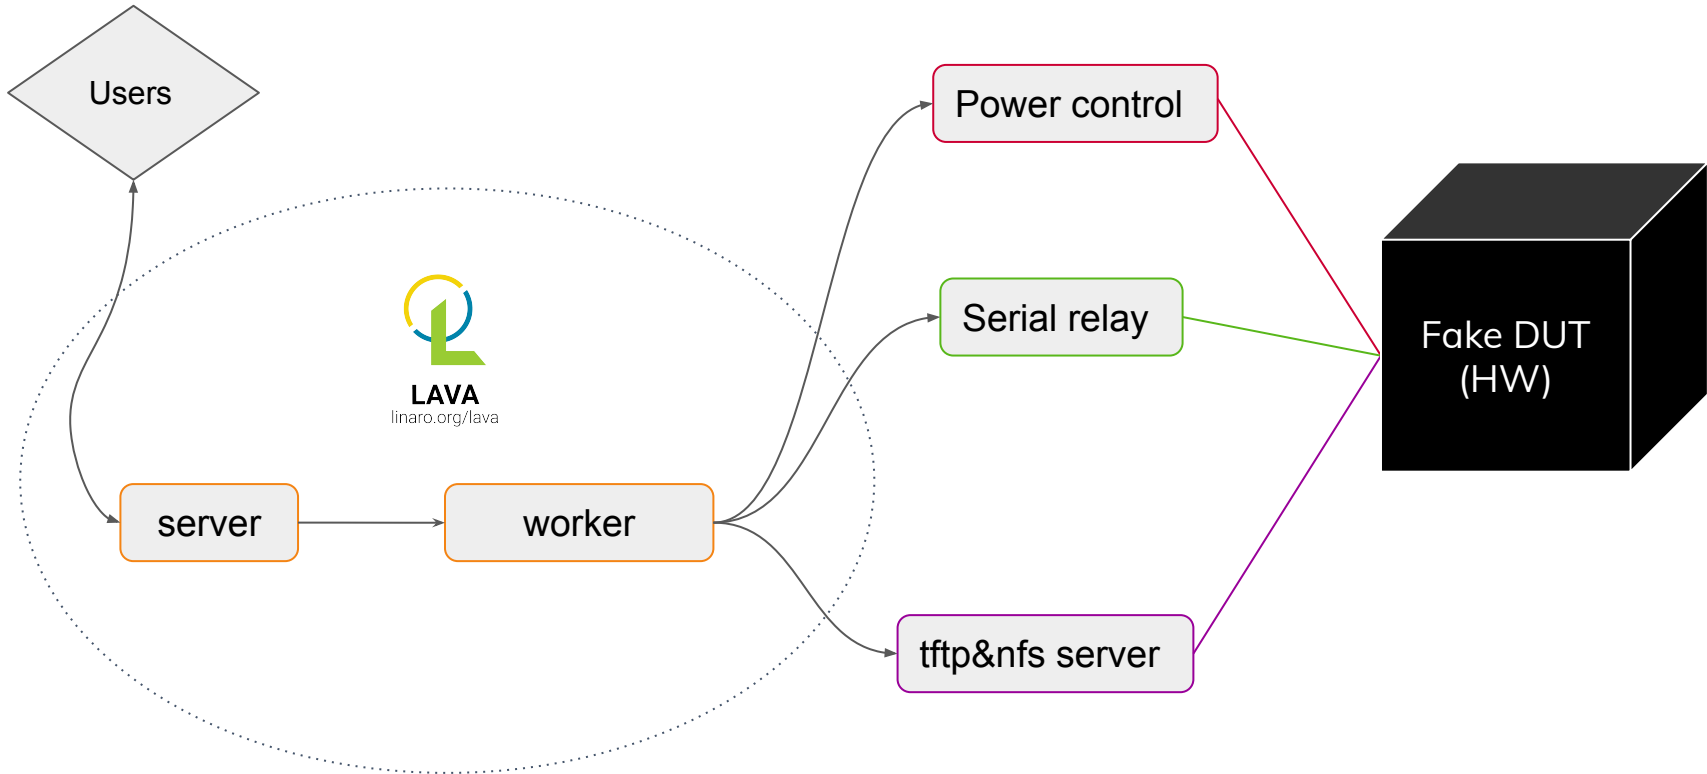 Users
Power control
Serial relay
Fake DUT
(HW)
LAVA
linaro.org/lava
server
worker
tftp&nfs server